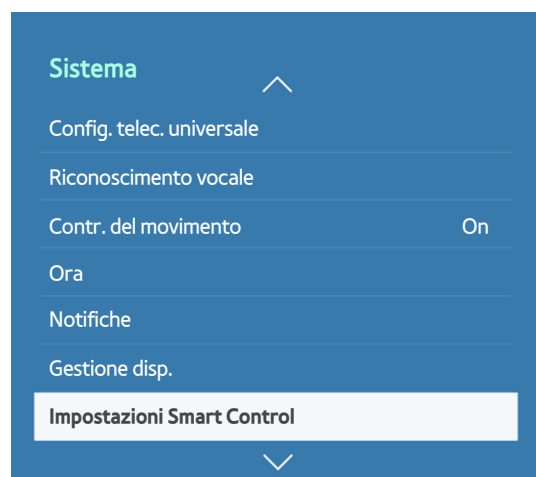 Sistema
Config. telec. universale
Riconoscimento vocale
Contr. del movimento On
Ora
Notifiche
Gestione disp.
Impostazioni Smart Control